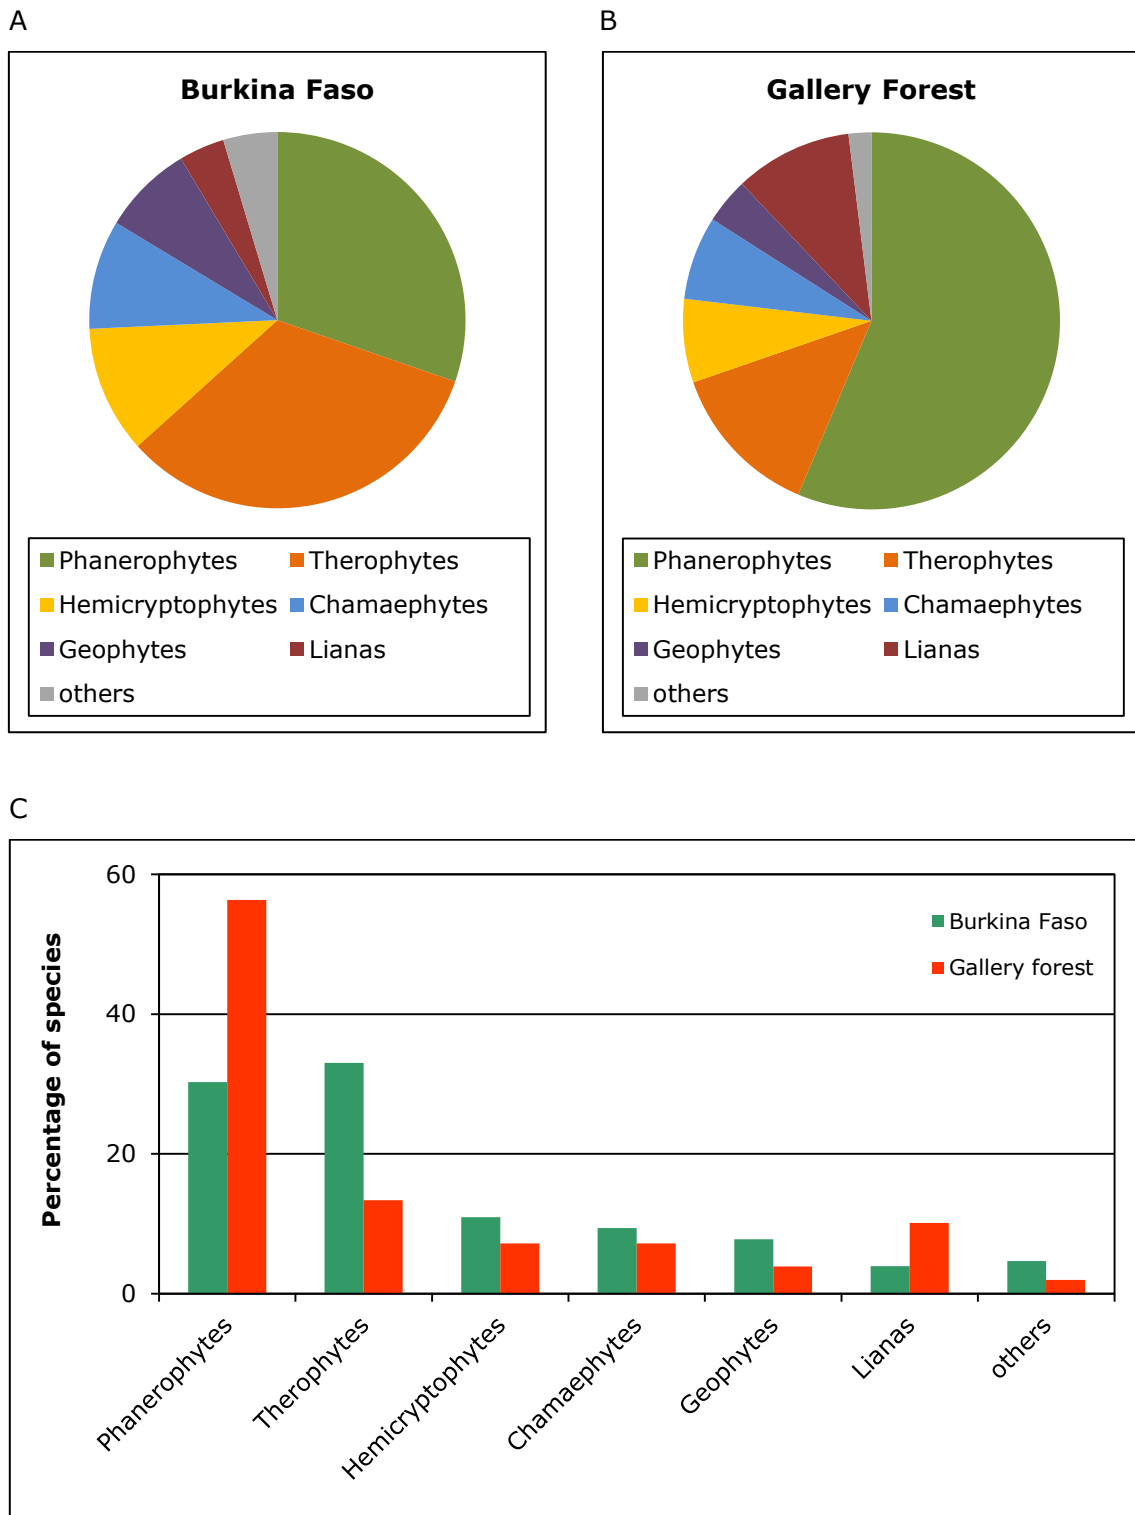 A
B
Burkina Faso
Phanerophytes Therophytes
Hemicryptophytes Chamaephytes
Geophytes Lianas
others
Gallery Forest
Phanerophytes Therophytes
Hemicryptophytes Chamaephytes
Geophytes Lianas
others
C
Percentage of species
60
40
20
0
Burkina Faso
Gallery forest
Phanerophytes
Therophytes
Hemicryptophytes
Chamaephytes
Geophytes
Lianas
others